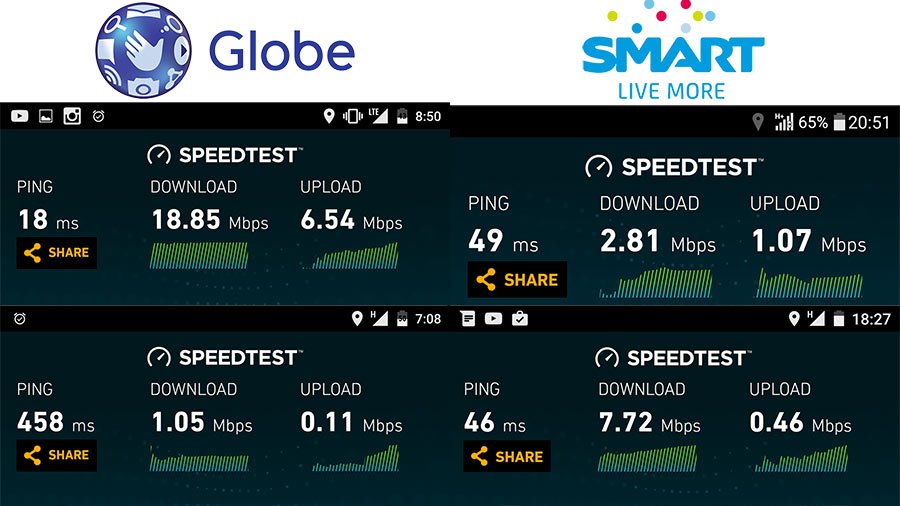 Globe
SMART
LIVE MORE
LTE 8:50
SPEEDTEST™
PING DOWNLOAD UPLOAD
18 ms 18.85 Mbps 6.54 Mbps
SHARE
H+ 65% 20:51
SPEEDTEST™
PING DOWNLOAD UPLOAD
49 ms 2.81 Mbps 1.07 Mbps
SHARE
H 7:08
SPEEDTEST™
PING DOWNLOAD UPLOAD
458 ms 1.05 Mbps 0.11 Mbps
SHARE
H 18:27
SPEEDTEST™
PING DOWNLOAD UPLOAD
46 ms 7.72 Mbps 0.46 Mbps
SHARE